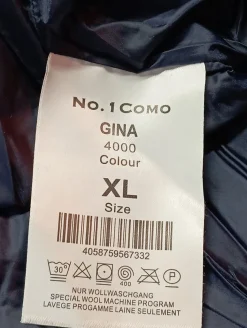 No. 1 Como
GINA
4000
Colour
XL
Size
4058759567332
30°
400
P
NUR WOLLWASCHGANG
SPECIAL WOOL MACHINE PROGRAM
LAVEGE PROGAMME LAINE SEULEMENT